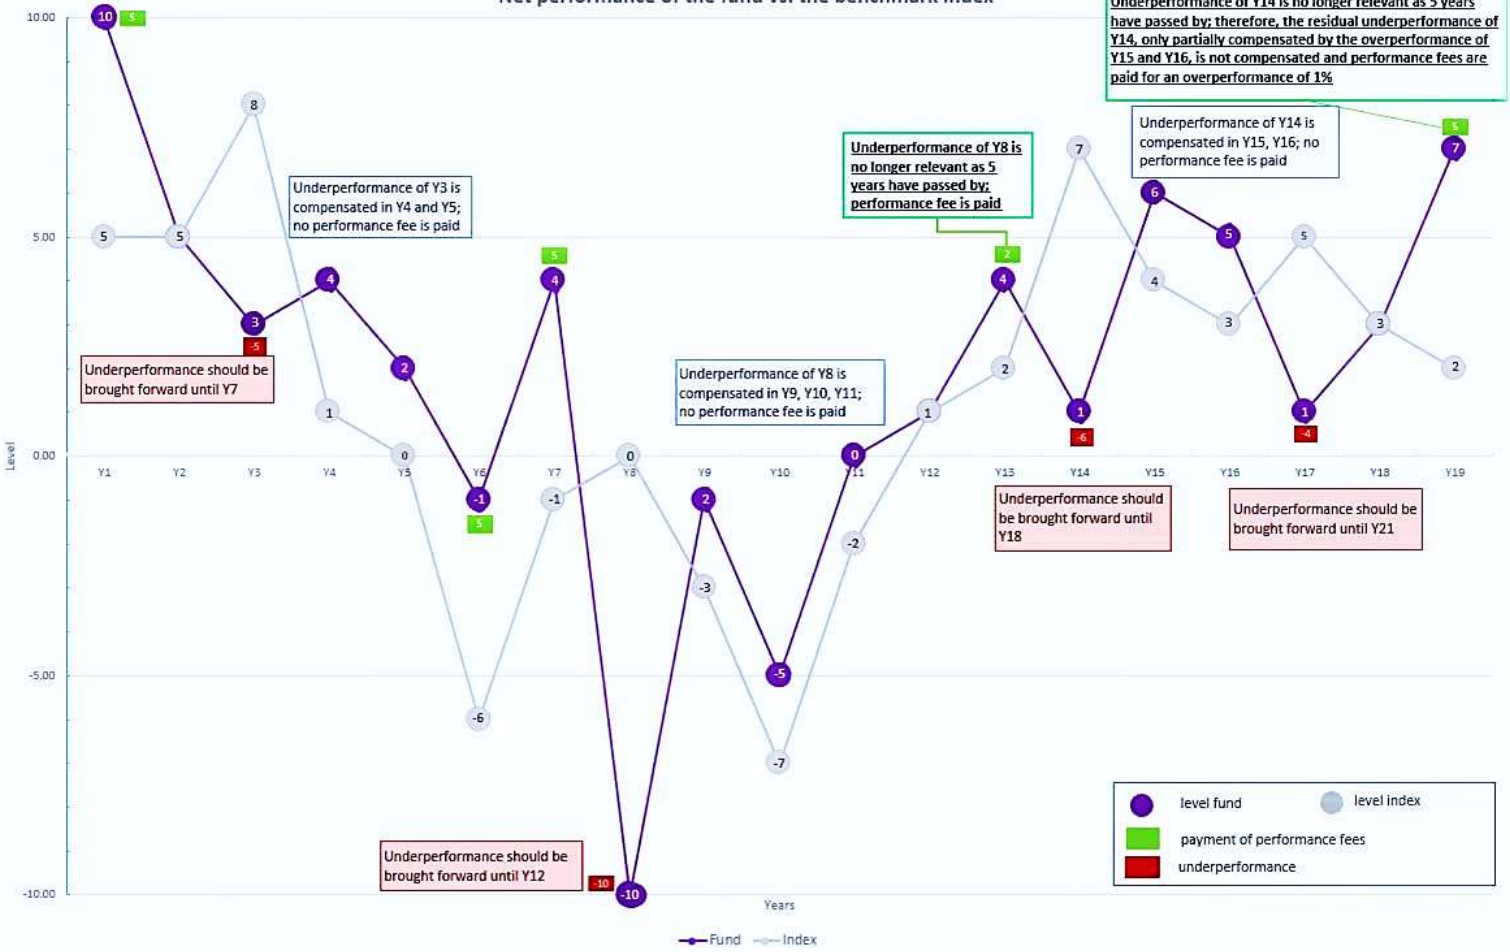 Net performance of the fund vs. the benchmark index
Underperformance of Y14 is no longer relevant as 5 years
have passed by; therefore, the residual underperformance of
Y14, only partially compensated by the overperformance of
Y15 and Y16, is not compensated and performance fees are
paid for an overperformance of 1%
10.00
10
5
8
Underperformance of Y3 is
compensated in Y4 and Y5;
no performance fee is paid
Underperformance of Y8 is
no longer relevant as 5
years have passed by;
performance fee is paid
Underperformance of Y14 is
compensated in Y15, Y16; no
performance fee is paid
5
7
7
6
5.00
5
5
5
5
4
4
2
4
4
3
-5
3
3
2
Underperformance should be
brought forward until Y7
2
2
1
Underperformance of Y8 is
compensated in Y9, Y10, Y11;
no performance fee is paid
1
1
-6
1
-4
Level
0.00
0
0
0
Y1
Y2
Y3
Y4
Y5
Y6
Y7
Y8
Y9
Y10
Y11
Y12
Y13
Y14
Y15
Y16
Y17
Y18
Y19
-1
5
-1
2
Underperformance should
be brought forward until
Y18
Underperformance should be
brought forward until Y21
-2
-3
-5.00
-5
-6
-7
level fund
level index
payment of performance fees
underperformance
Underperformance should be
brought forward until Y12
-10
-10
-10.00
Years
Fund
Index